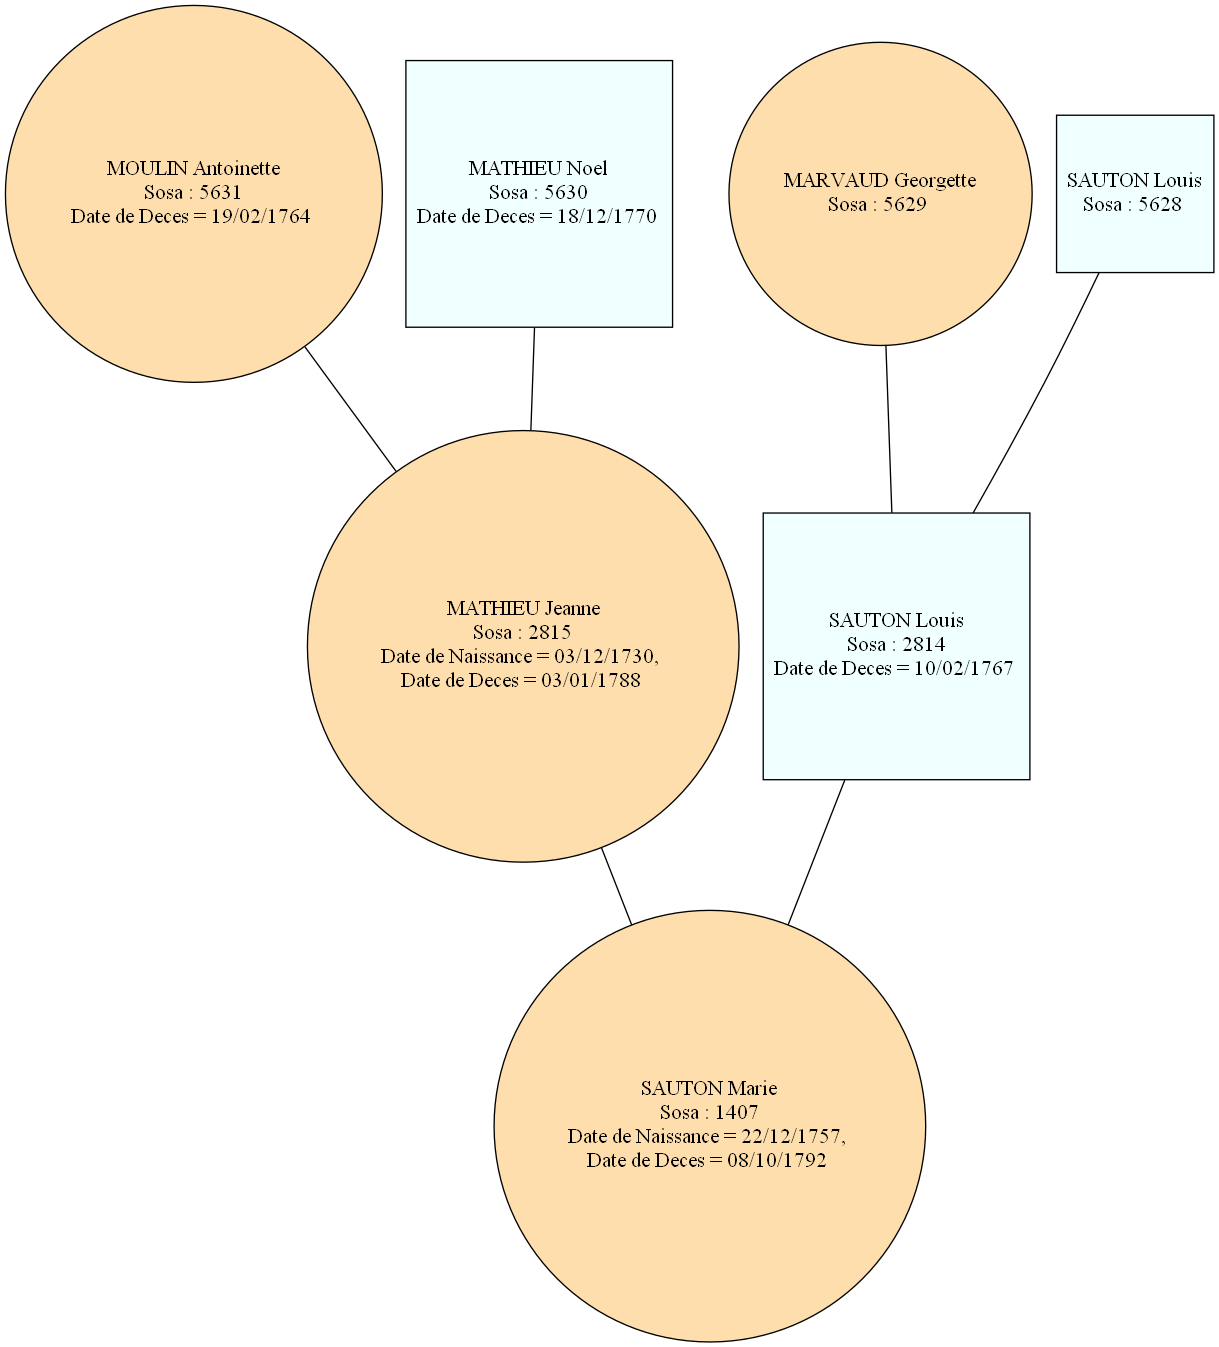 MOULIN Antoinette
Sosa : 5631
Date de Deces = 19/02/1764
MATHIEU Noel
Sosa : 5630
Date de Deces = 18/12/1770
MARVAUD Georgette
Sosa : 5629
SAUTON Louis
Sosa : 5628
MATHIEU Jeanne
Sosa : 2815
Date de Naissance = 03/12/1730,
Date de Deces = 03/01/1788
SAUTON Louis
Sosa : 2814
Date de Deces = 10/02/1767
SAUTON Marie
Sosa : 1407
Date de Naissance = 22/12/1757,
Date de Deces = 08/10/1792